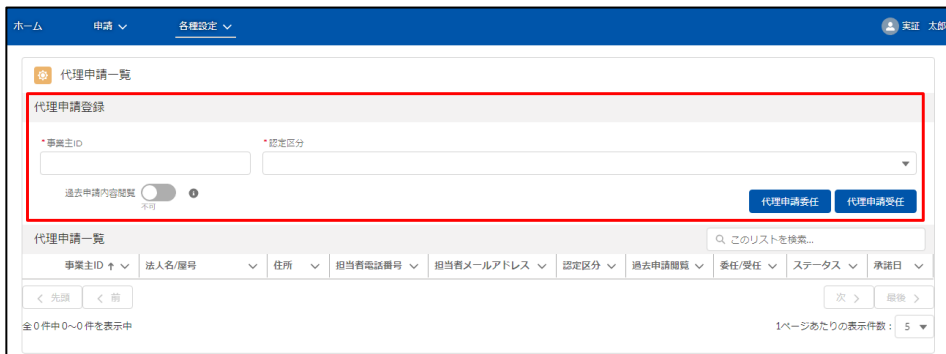 ホーム 申請 各種設定 実証 太郎
代理申請一覧
代理申請登録
*事業主ID *認定区分
過去申請内容閲覧 不可 代理申請委任 代理申請受任
代理申請一覧 このリストを検索...
事業主ID ↑ 法人名/屋号 住所 担当者電話番号 担当者メールアドレス 認定区分 過去申請閲覧 委任/受任 ステータス 承諾日
< 先頭 < 前 次 > 最後 >
全0件中0～0件を表示中 1ページあたりの表示件数: 5